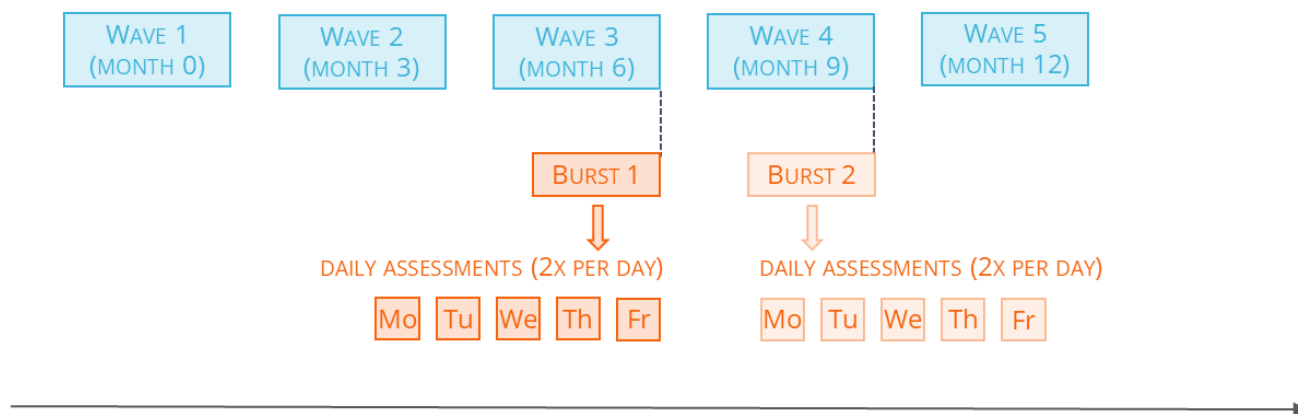 WAVE 1
(MONTH 0)
WAVE 2
(MONTH 3)
WAVE 3
(MONTH 6)
WAVE 4
(MONTH 9)
WAVE 5
(MONTH 12)
BURST 1
BURST 2
DAILY ASSESSMENTS (2X PER DAY)
DAILY ASSESSMENTS (2X PER DAY)
Mo Tu We Th Fr
Mo Tu We Th Fr